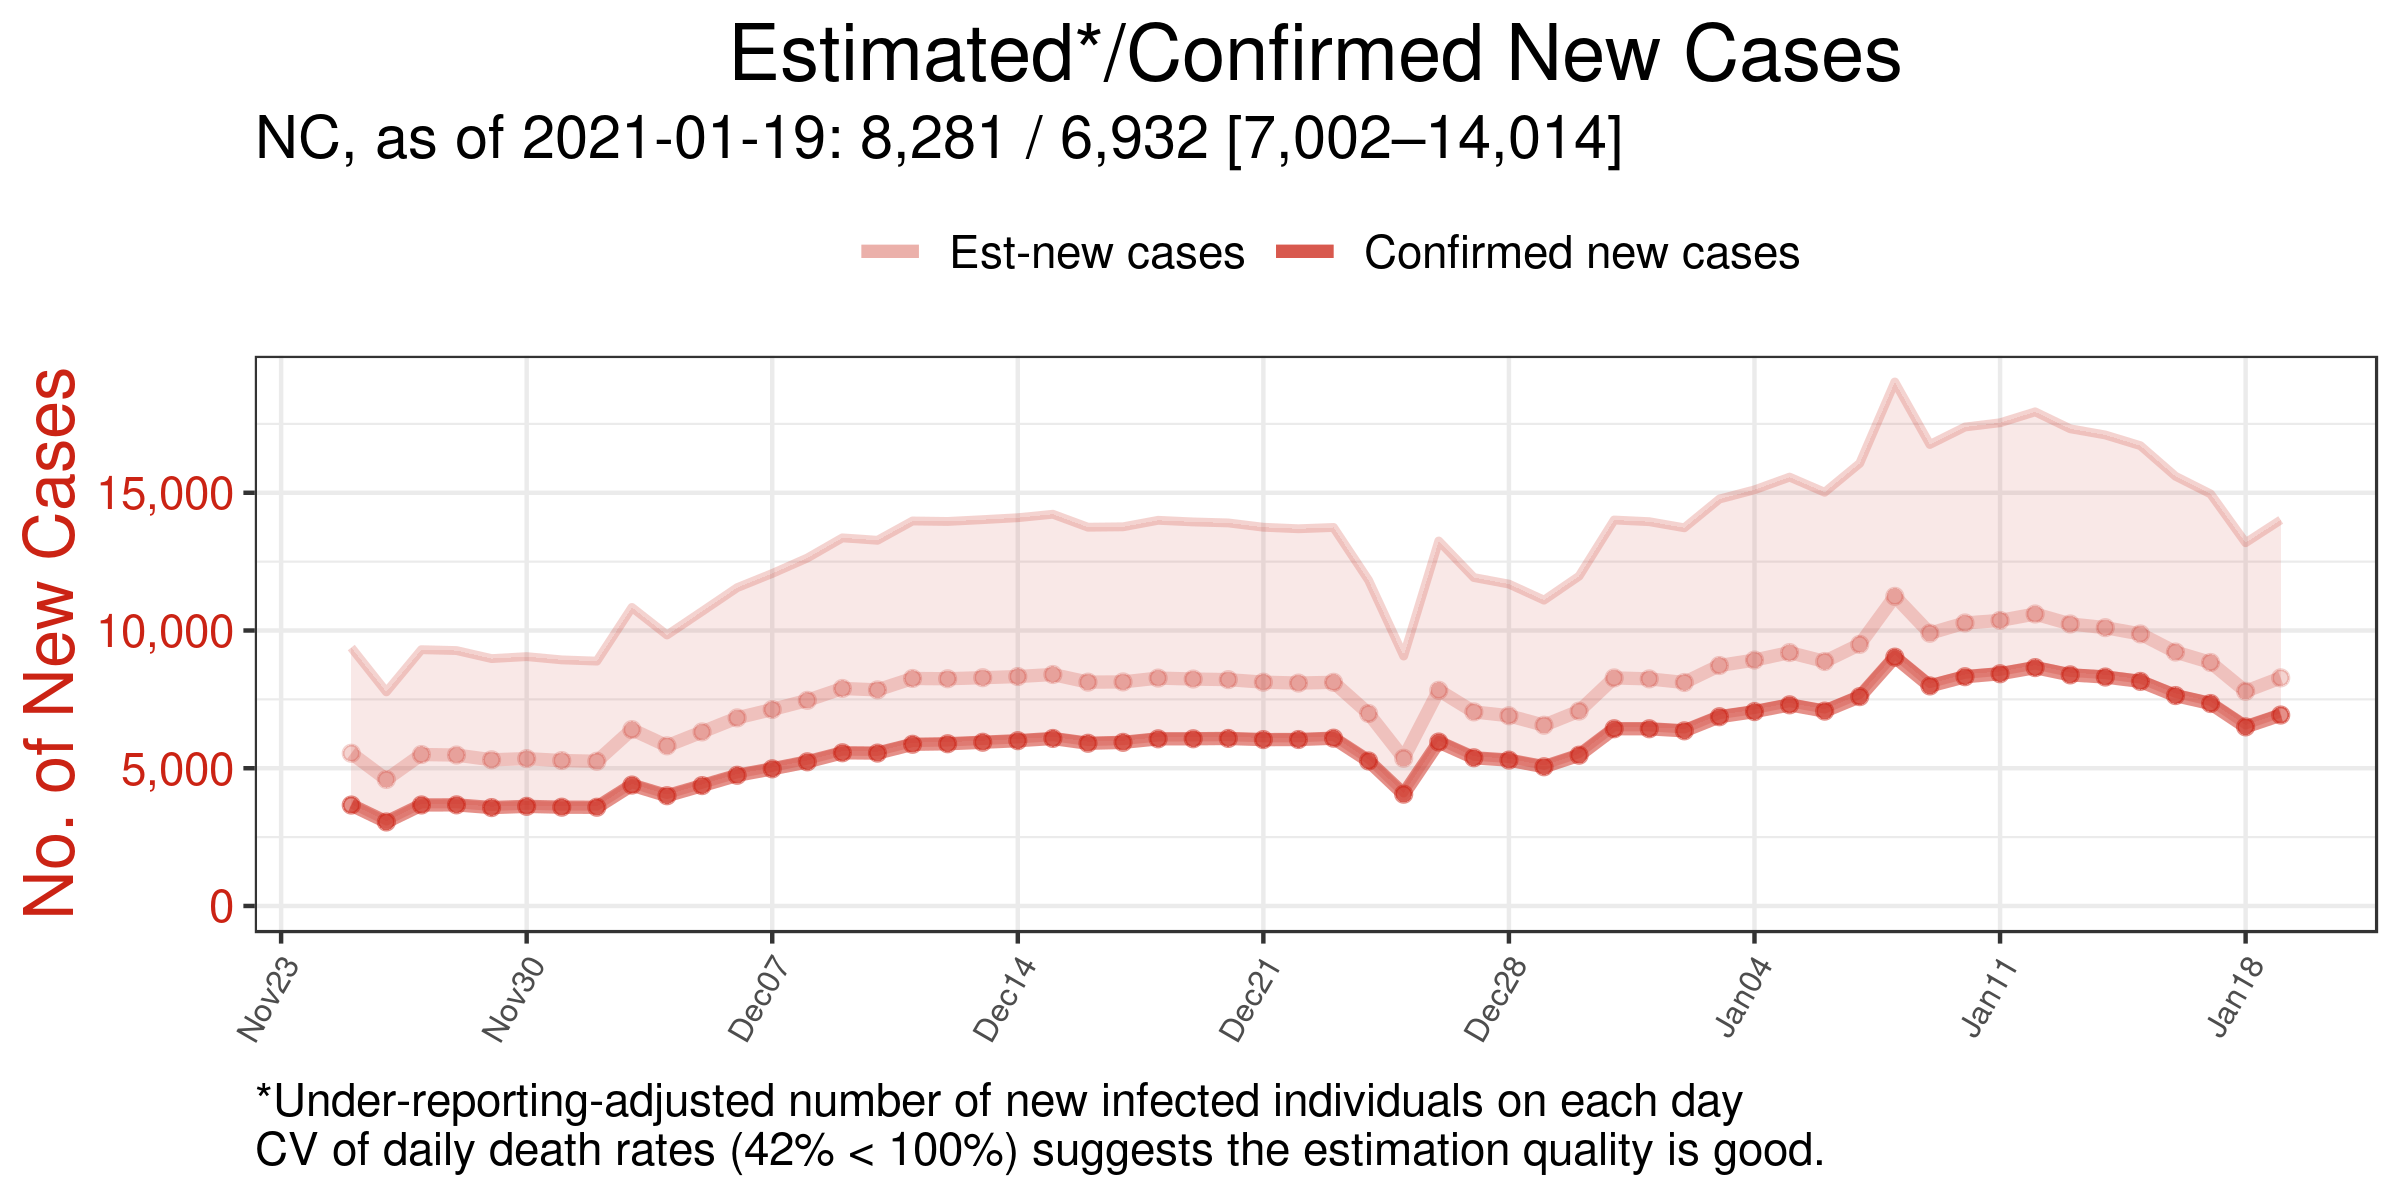 Estimated*/Confirmed New Cases
NC, as of 2021-01-19: 8,281 / 6,932 [7,002–14,014]
Est-new cases
Confirmed new cases
No. of New Cases
15,000
10,000
5,000
0
Nov23
Nov30
Dec07
Dec14
Dec21
Dec28
Jan04
Jan11
Jan18
*Under-reporting-adjusted number of new infected individuals on each day
CV of daily death rates (42% < 100%) suggests the estimation quality is good.